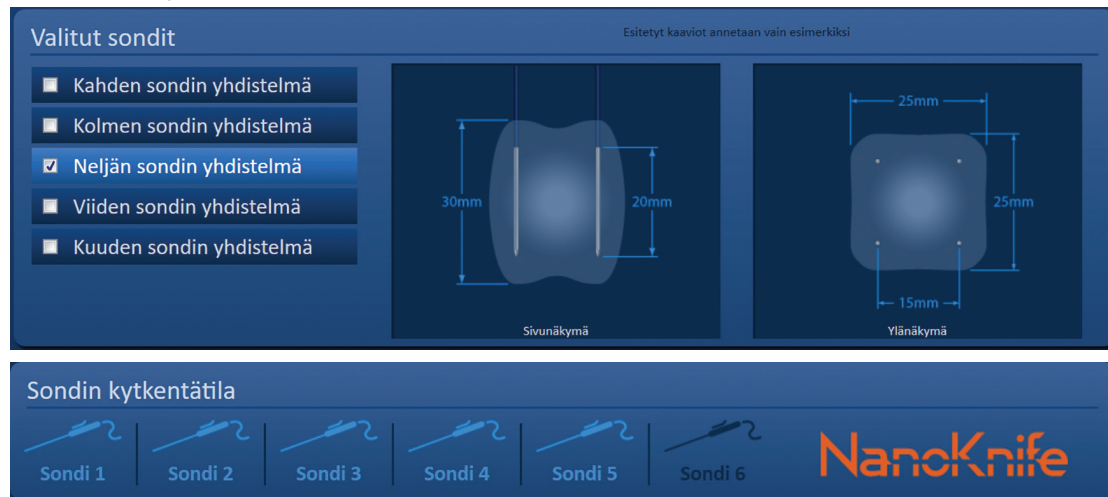 Valitut sondit
Esitetyt kaaviot annetaan vain esimerkiksi
Kahden sondin yhdistelmä
Kolmen sondin yhdistelmä
Neljän sondin yhdistelmä
Viiden sondin yhdistelmä
Kuuden sondin yhdistelmä
30mm
20mm
Sivunäkymä
25mm
25mm
15mm
Ylänäkymä
Sondin kytkentätila
Sondi 1
Sondi 2
Sondi 3
Sondi 4
Sondi 5
Sondi 6
NanoKnife